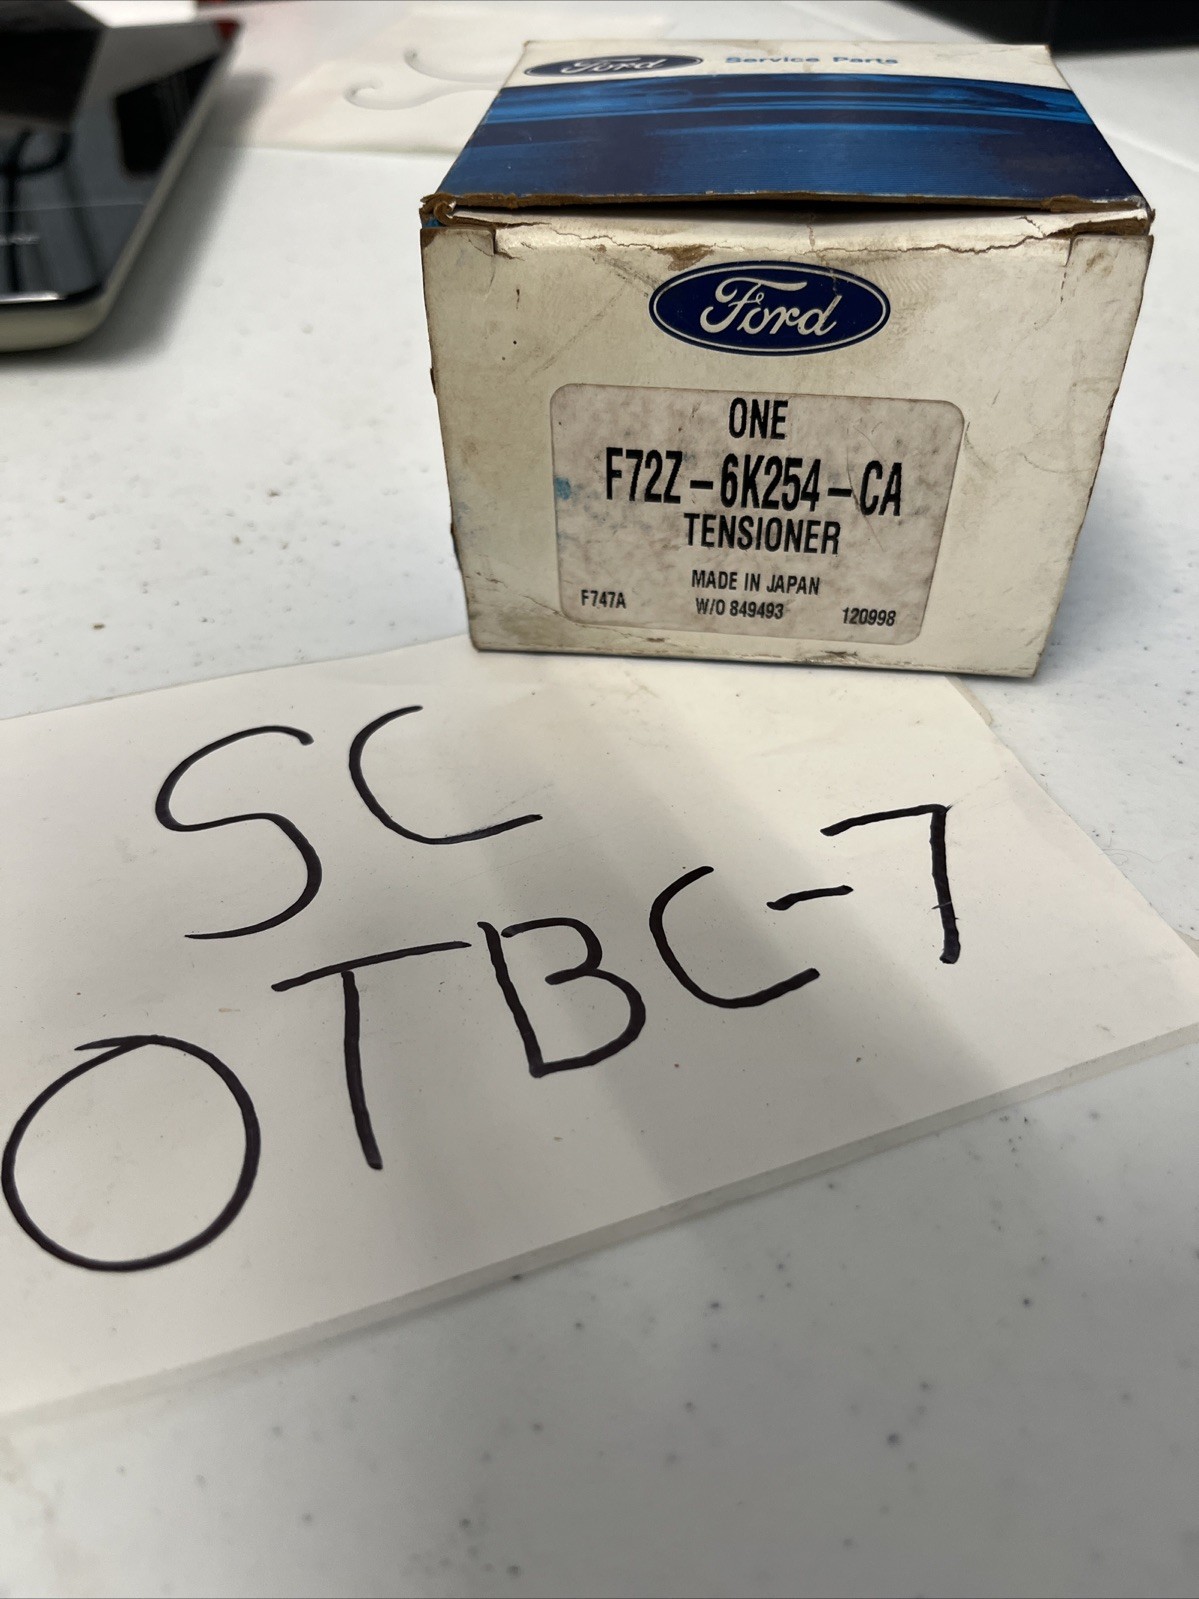 Ford Service Parts
Ford
ONE
F72Z-6K254-CA
TENSIONER
MADE IN JAPAN
F747A W/O 849493 120998
SC
OTBC-7